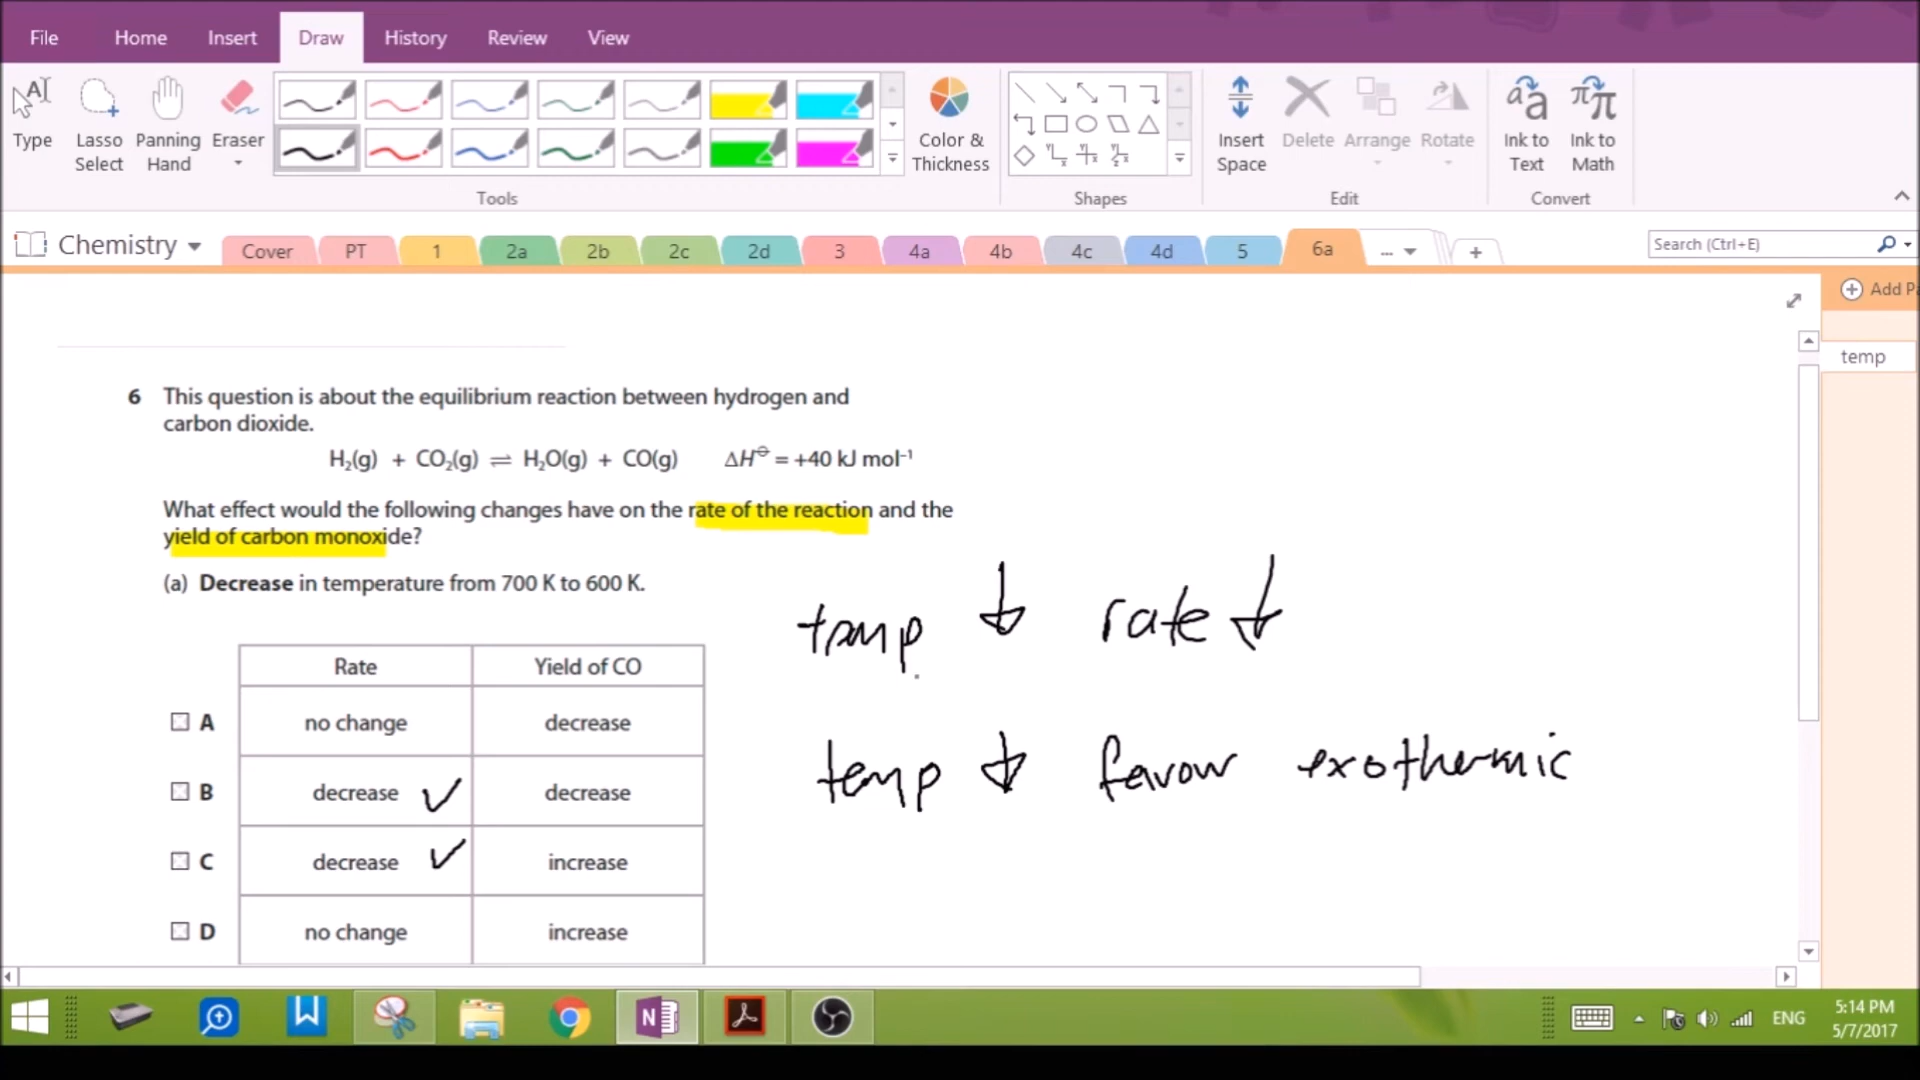 File Home Insert Draw History Review View
Type
Lasso Select
Panning Hand
Eraser
Color & Thickness
Insert Space
Delete
Arrange
Rotate
Ink to Text
Ink to Math
Tools Shapes Edit Convert
Chemistry Cover PT 1 2a 2b 2c 2d 3 4a 4b 4c 4d 5 6a ... + Search (Ctrl+E)
Add P
temp
6 This question is about the equilibrium reaction between hydrogen and
carbon dioxide.
H₂(g) + CO₂(g) ⇌ H₂O(g) + CO(g) ΔH⦵ = +40 kJ mol⁻¹
What effect would the following changes have on the rate of the reaction and the
yield of carbon monoxide?
(a) Decrease in temperature from 700 K to 600 K.
temp ↓ rate ↓
Rate Yield of CO
A no change decrease
temp ↓ favour exothermic
B decrease ✓ decrease
C decrease ✓ increase
D no change increase
ENG
5:14 PM
5/7/2017